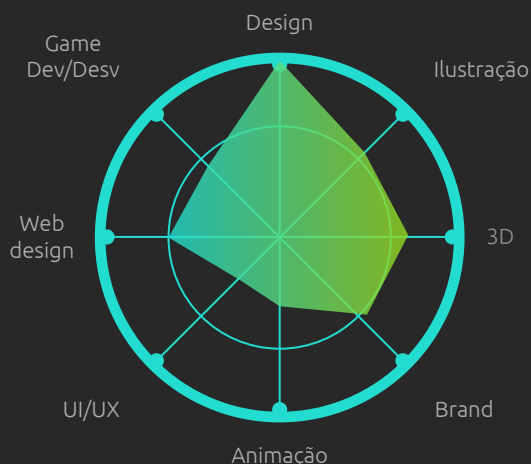 Design
Game
Dev/Desv
Ilustração
Web
design
3D
UI/UX
Brand
Animação